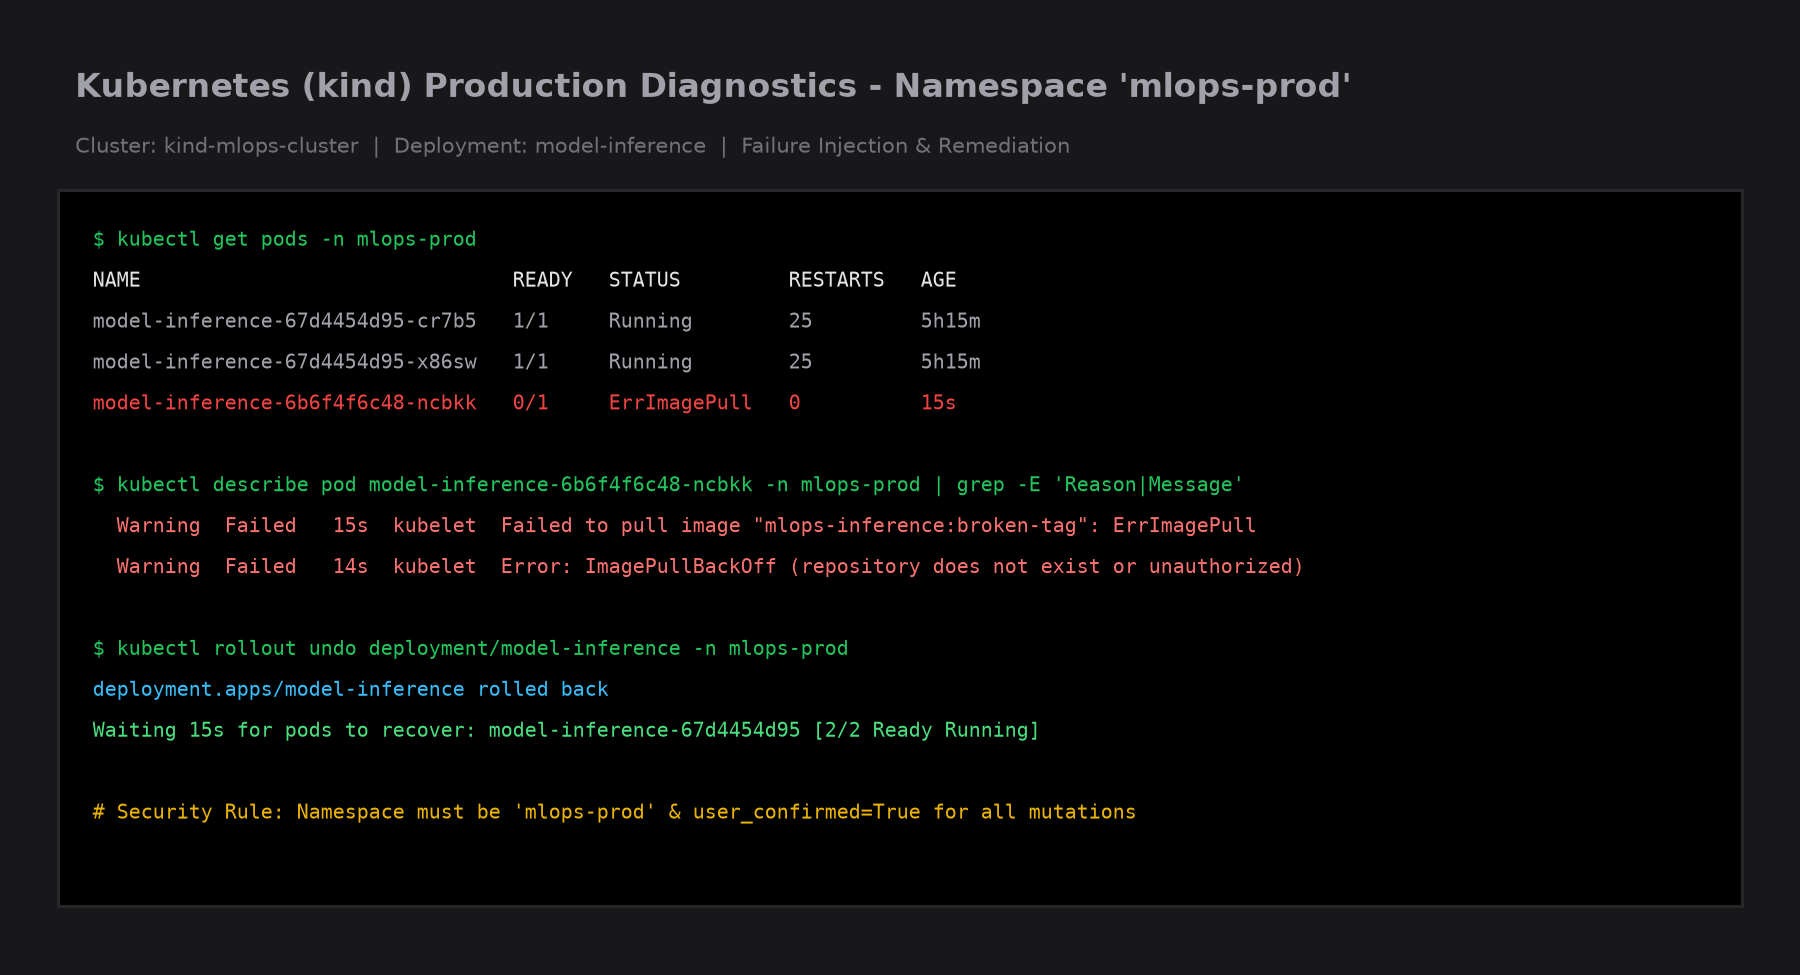 Kubernetes (kind) Production Diagnostics - Namespace 'mlops-prod'
Cluster: kind-mlops-cluster | Deployment: model-inference | Failure Injection & Remediation
$ kubectl get pods -n mlops-prod
NAME                               READY   STATUS         RESTARTS   AGE
model-inference-67d4454d95-cr7b5   1/1     Running        25         5h15m
model-inference-67d4454d95-x86sw   1/1     Running        25         5h15m
model-inference-6b6f4f6c48-ncbkk   0/1     ErrImagePull   0          15s
$ kubectl describe pod model-inference-6b6f4f6c48-ncbkk -n mlops-prod | grep -E 'Reason|Message'
  Warning  Failed   15s  kubelet  Failed to pull image "mlops-inference:broken-tag": ErrImagePull
  Warning  Failed   14s  kubelet  Error: ImagePullBackOff (repository does not exist or unauthorized)
$ kubectl rollout undo deployment/model-inference -n mlops-prod
deployment.apps/model-inference rolled back
Waiting 15s for pods to recover: model-inference-67d4454d95 [2/2 Ready Running]
# Security Rule: Namespace must be 'mlops-prod' & user_confirmed=True for all mutations